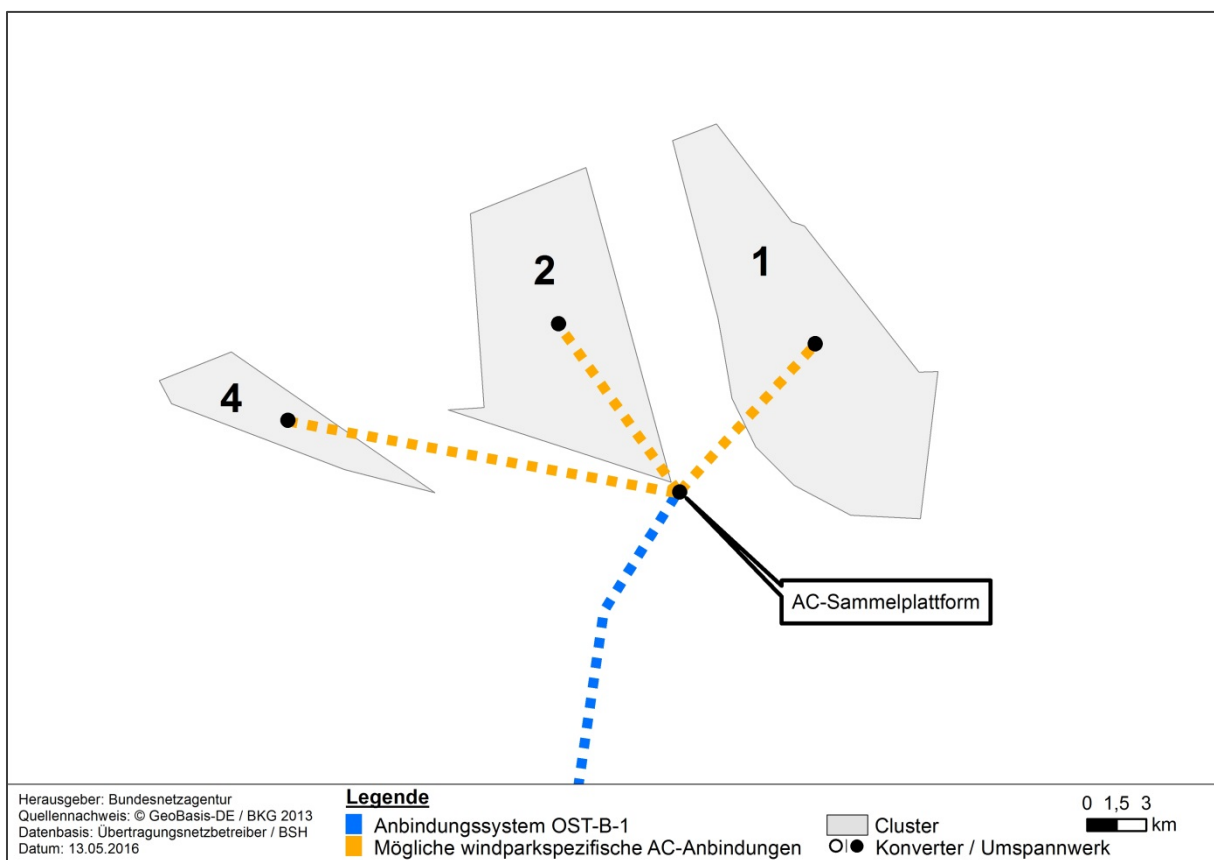 1
2
4
AC-Sammelplattform
Herausgeber: Bundesnetzagentur
Quellennachweis: © GeoBasis-DE / BKG 2013
Datenbasis: Übertragungsnetzbetreiber / BSH
Datum: 13.05.2016
Legende
Anbindungssystem OST-B-1
Mögliche windparkspezifische AC-Anbindungen
Cluster
Konverter / Umspannwerk
0 1,5 3
km